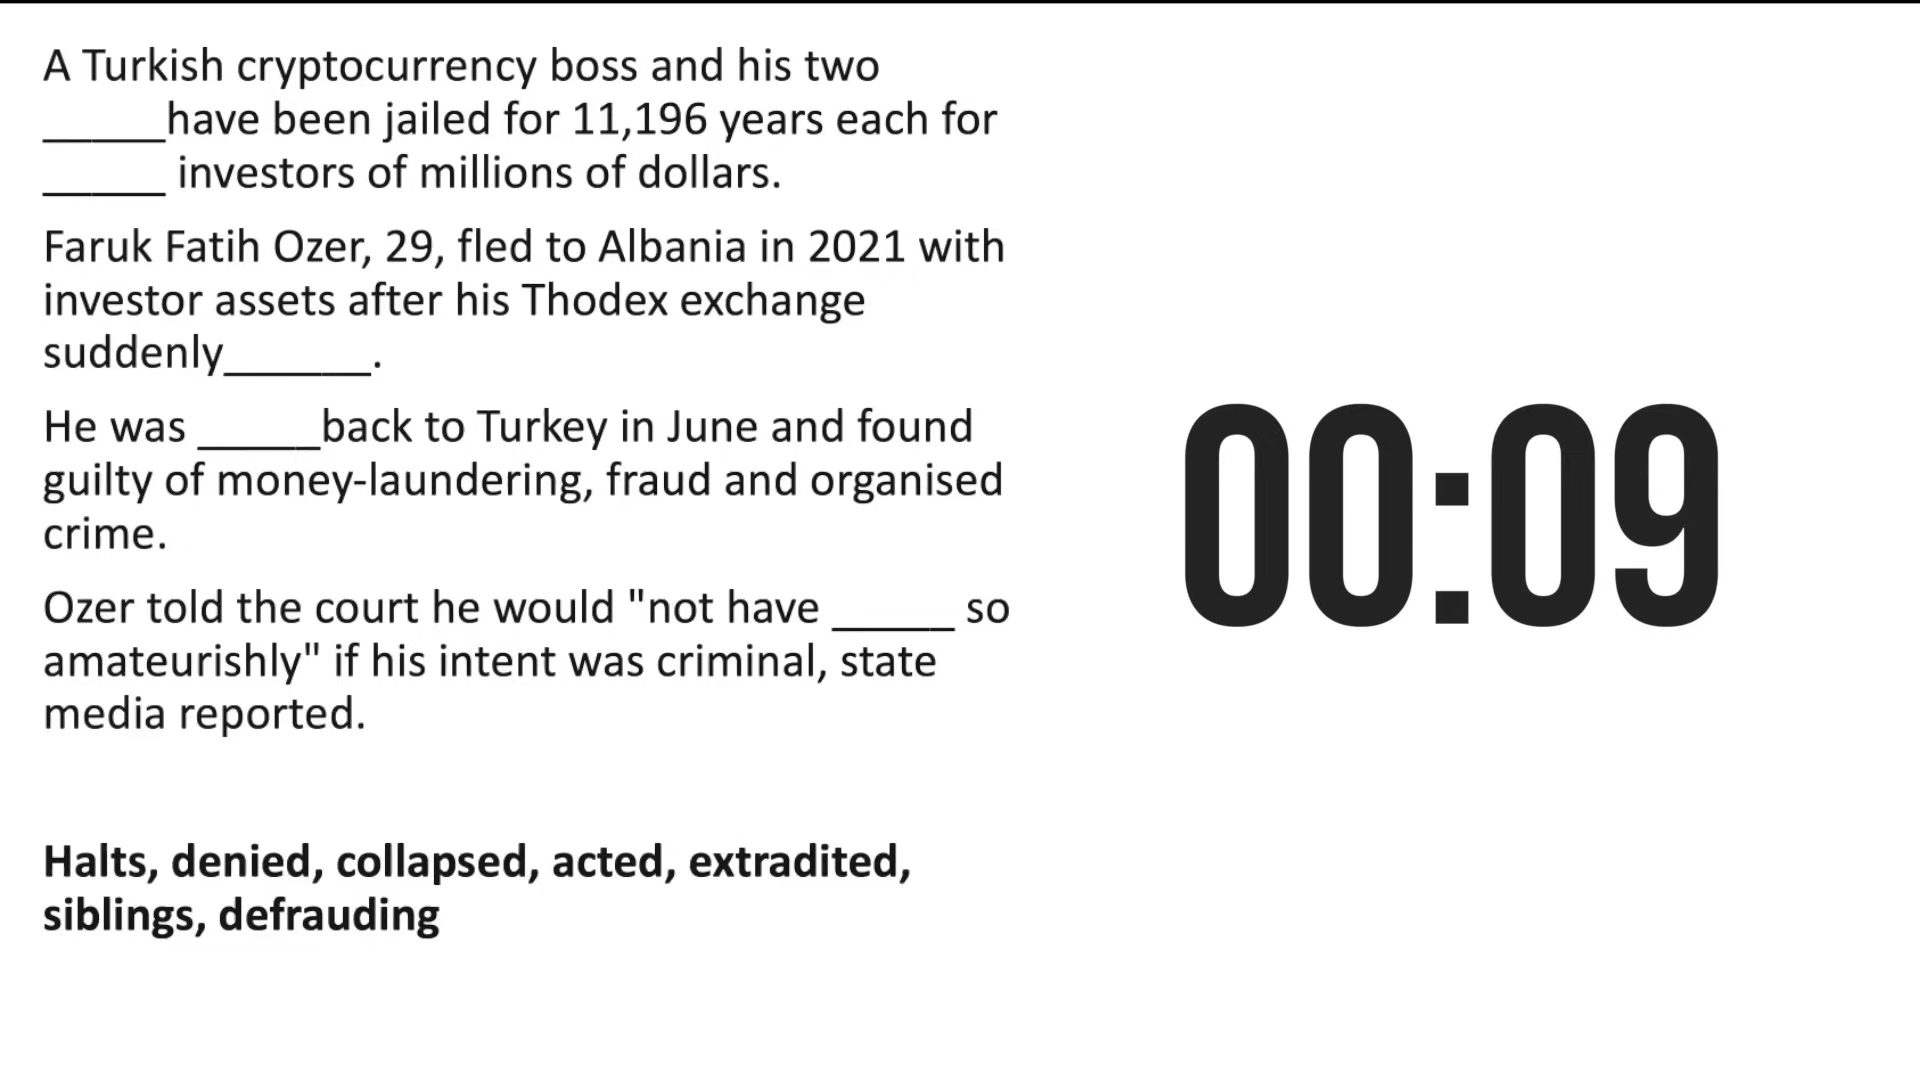 A Turkish cryptocurrency boss and his two
_____have been jailed for 11,196 years each for
_____ investors of millions of dollars.
Faruk Fatih Ozer, 29, fled to Albania in 2021 with
investor assets after his Thodex exchange
suddenly______.
He was _____back to Turkey in June and found
guilty of money-laundering, fraud and organised
crime.
Ozer told the court he would "not have _____ so
amateurishly" if his intent was criminal, state
media reported.
Halts, denied, collapsed, acted, extradited,
siblings, defrauding
00:09